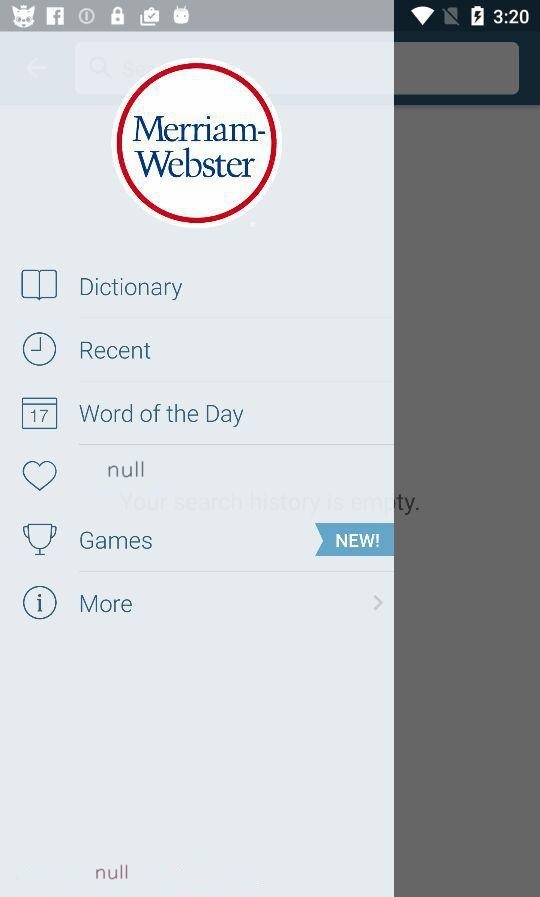 3:20
Merriam-
Webster
Dictionary
Recent
17
Word of the Day
null
Your search history is empty.
Games
NEW!
More
null